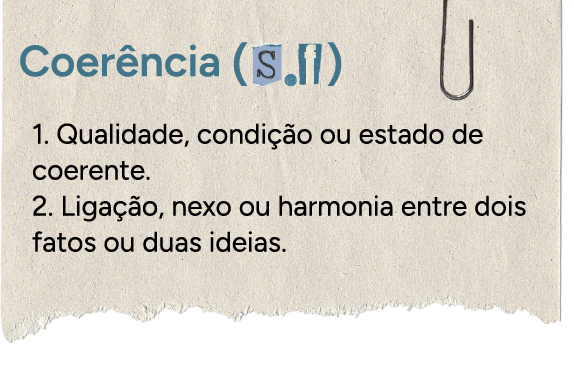 Coerência (s.f)
1. Qualidade, condição ou estado de
coerente.
2. Ligação, nexo ou harmonia entre dois
fatos ou duas ideias.